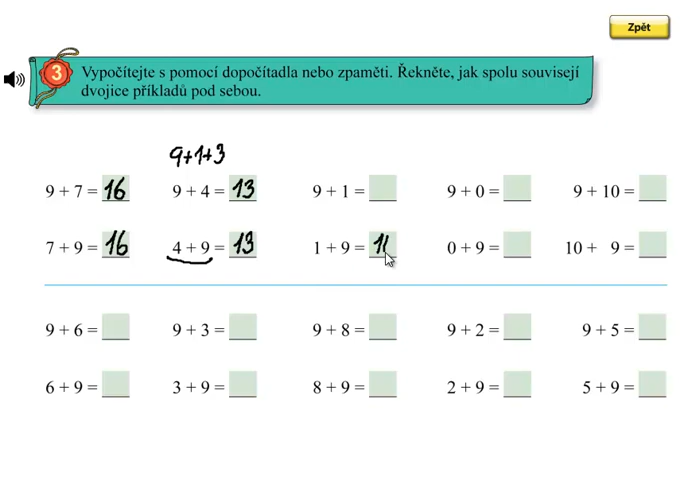 Zpět
3 Vypočítejte s pomocí dopočítadla nebo zpaměti. Řekněte, jak spolu souvisejí
dvojice příkladů pod sebou.
9+1+3
9 + 7 = 16 9 + 4 = 13 9 + 1 = 9 + 0 = 9 + 10 =
7 + 9 = 16 4 + 9 = 13 1 + 9 = 11 0 + 9 = 10 + 9 =
9 + 6 = 9 + 3 = 9 + 8 = 9 + 2 = 9 + 5 =
6 + 9 = 3 + 9 = 8 + 9 = 2 + 9 = 5 + 9 =